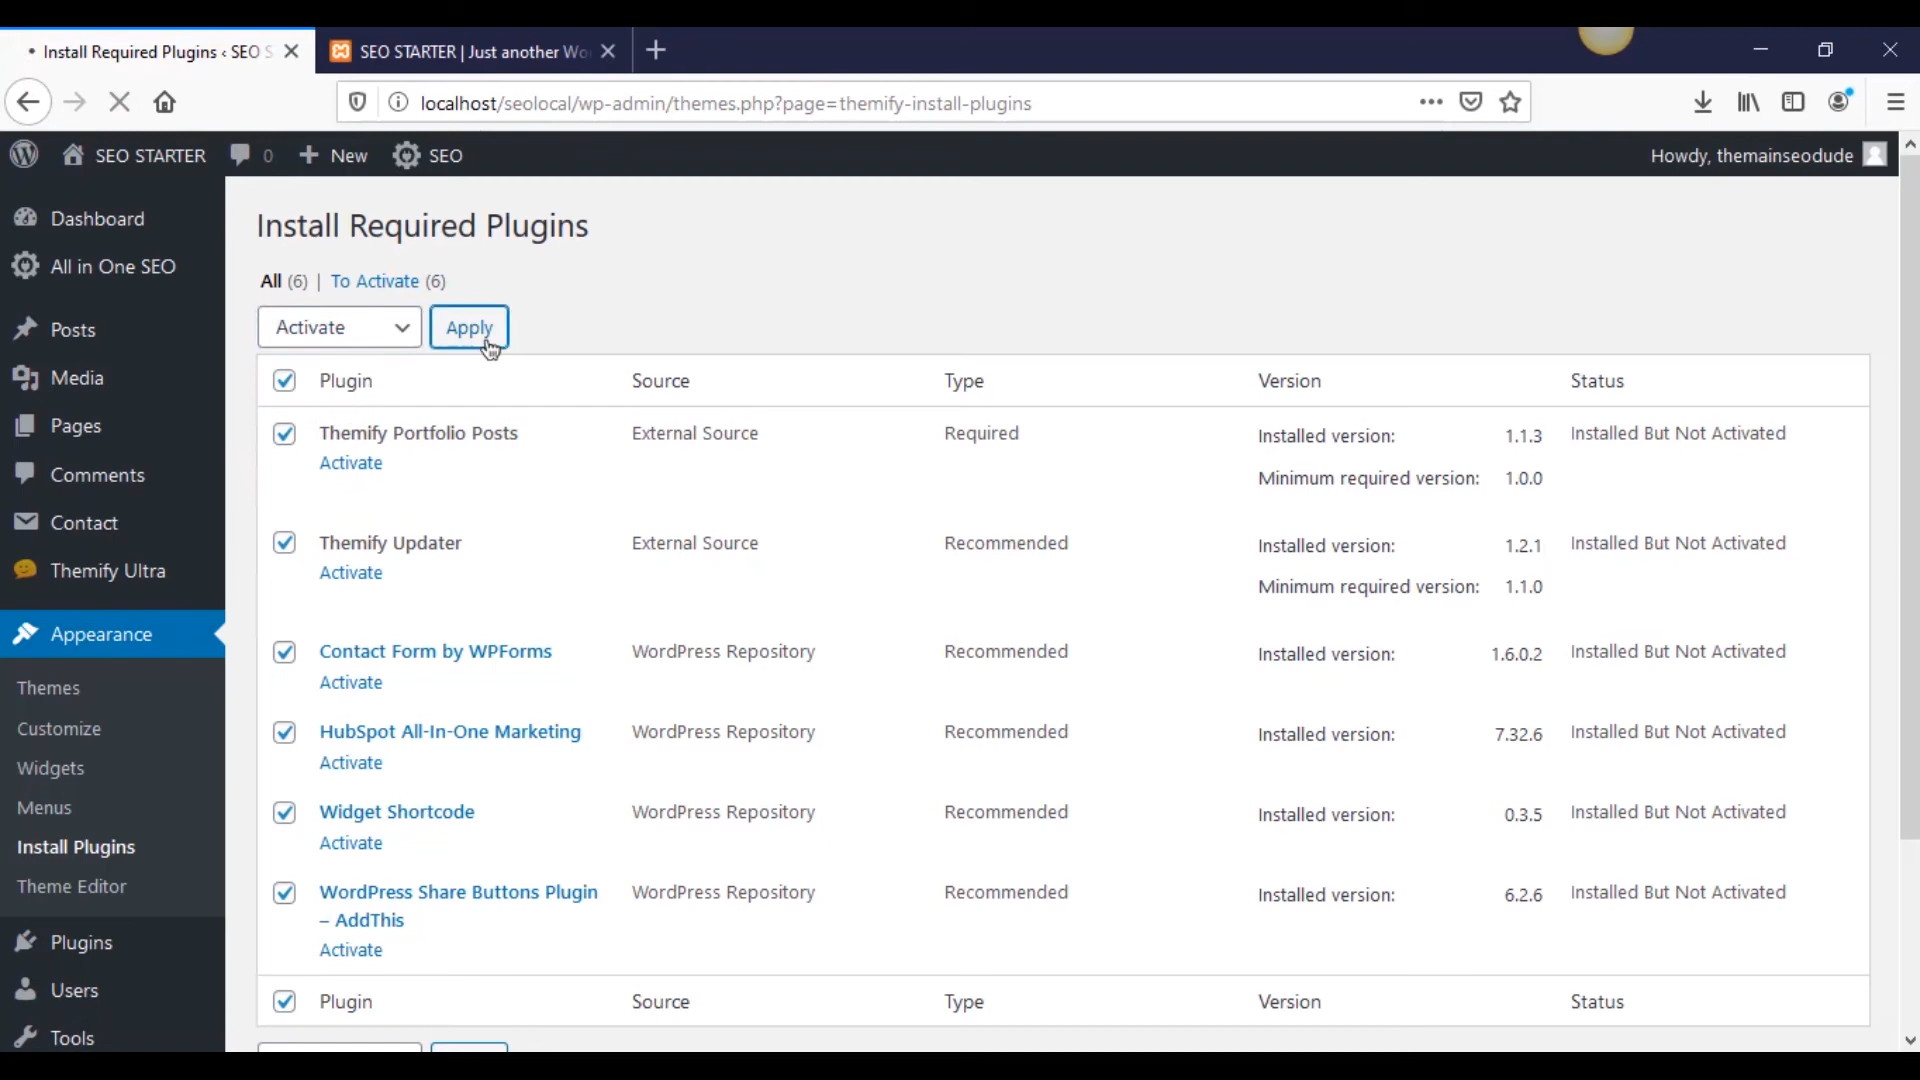 Install Required Plugins ‹ SEO S
SEO STARTER | Just another Wo
localhost/seolocal/wp-admin/themes.php?page=themify-install-plugins
SEO STARTER 0 New SEO Howdy, themainseodude
Dashboard
All in One SEO
Posts
Media
Pages
Comments
Contact
Themify Ultra
Appearance
Themes
Customize
Widgets
Menus
Install Plugins
Theme Editor
Plugins
Users
Tools
Install Required Plugins
All (6) | To Activate (6)
Activate Apply
Plugin Source Type Version Status
Themify Portfolio Posts External Source Required Installed version: 1.1.3 Installed But Not Activated
Activate Minimum required version: 1.0.0
Themify Updater External Source Recommended Installed version: 1.2.1 Installed But Not Activated
Activate Minimum required version: 1.1.0
Contact Form by WPForms WordPress Repository Recommended Installed version: 1.6.0.2 Installed But Not Activated
Activate
HubSpot All-In-One Marketing WordPress Repository Recommended Installed version: 7.32.6 Installed But Not Activated
Activate
Widget Shortcode WordPress Repository Recommended Installed version: 0.3.5 Installed But Not Activated
Activate
WordPress Share Buttons Plugin WordPress Repository Recommended Installed version: 6.2.6 Installed But Not Activated
– AddThis
Activate
Plugin Source Type Version Status